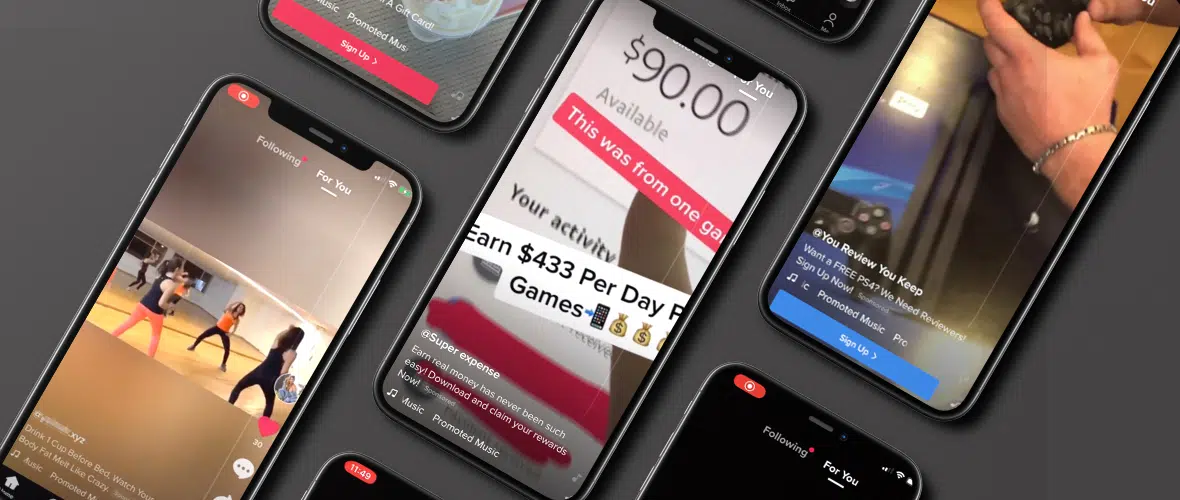 A Gift Card!
Music Promoted Mus
Sign Up >
Inbox
Following
For You
Drink 1 Cup Before Bed, Watch Your
Body Fat Melt Like Crazy.
Music Promoted M
30
11:49
For You
$90.00
Available
This was from one ga
Your activity
Earn $433 Per Day P
Games
@Super expense
Earn real money has never been such
easy! Download and claim your rewards
Now! Sponsored
Music Promoted Music
@You Review You Keep
Want a FREE PS4? We Need Reviewers!
Sign Up Now! Sponsored
ic Promoted Music Pro
Sign Up >
Following
For You